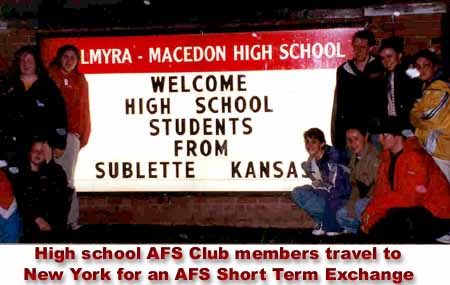 LMYRA - MACEDON HIGH SCHOOL
WELCOME
HIGH SCHOOL
STUDENTS
FROM
SUBLETTE KANSAS
High school AFS Club members travel to
New York for an AFS Short Term Exchange